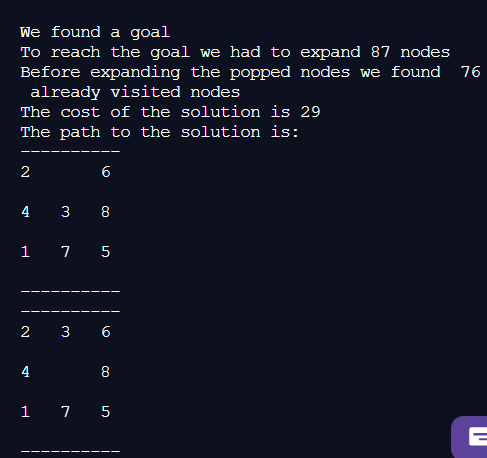 We found a goal
To reach the goal we had to expand 87 nodes
Before expanding the popped nodes we found  76
 already visited nodes
The cost of the solution is 29
The path to the solution is:
----------
2       6
4   3   8
1   7   5
----------
----------
2   3   6
4       8
1   7   5
----------